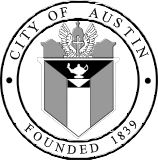 CITY OF AUSTIN
FOUNDED 1839